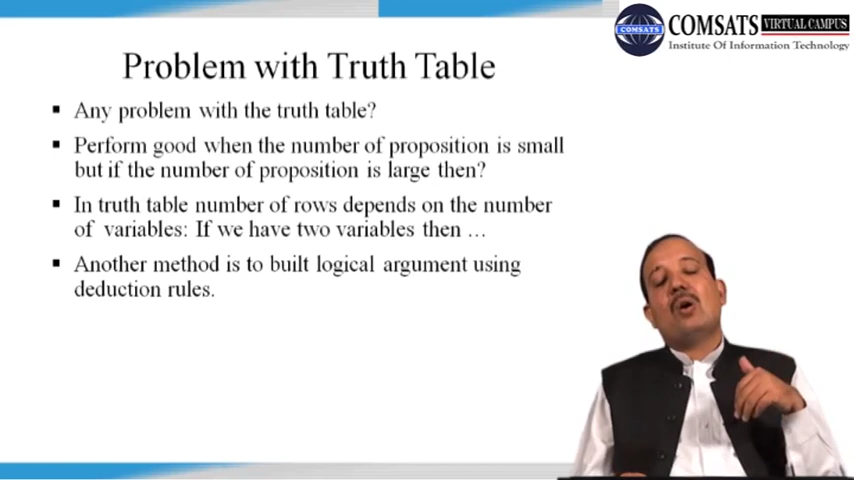 COMSATS
COMSATS VIRTUAL CAMPUS
Institute Of Information Technology
Problem with Truth Table
▪ Any problem with the truth table?
▪ Perform good when the number of proposition is small
but if the number of proposition is large then?
▪ In truth table number of rows depends on the number
of variables: If we have two variables then …
▪ Another method is to built logical argument using
deduction rules.